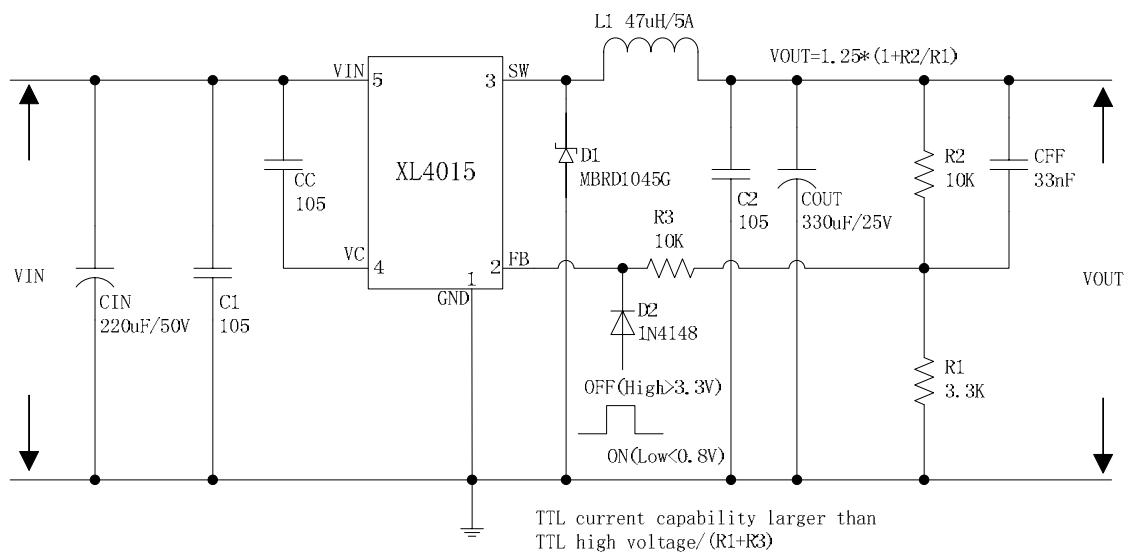 L1 47uH/5A
VOUT=1.25*(1+R2/R1)
VIN
5
3
SW
XL4015
CC
105
D1
MBRD1045G
R2
10K
CFF
33nF
C2
105
COUT
330uF/25V
R3
10K
VC
4
2
FB
1
GND
VIN
CIN
220uF/50V
C1
105
D2
1N4148
VOUT
R1
3.3K
OFF(High>3.3V)
ON(Low<0.8V)
TTL current capability larger than
TTL high voltage/(R1+R3)